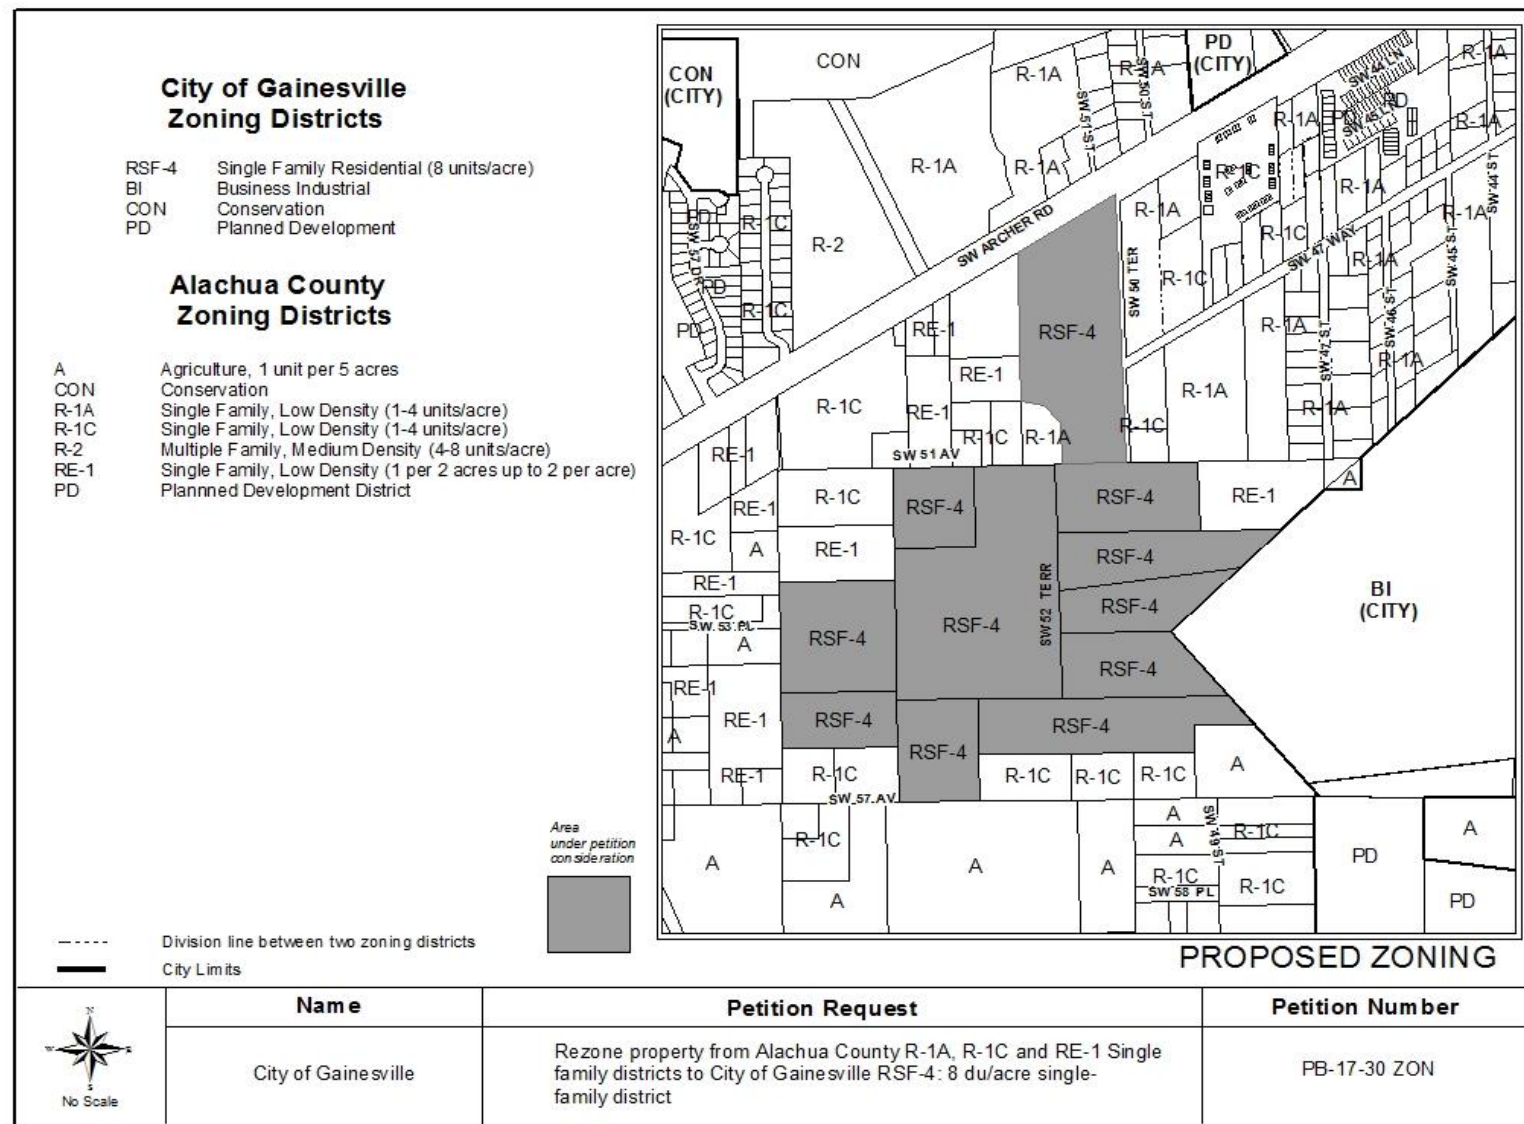 City of Gainesville
Zoning Districts
RSF-4 Single Family Residential (8 units/acre)
BI Business Industrial
CON Conservation
PD Planned Development
Alachua County
Zoning Districts
A Agriculture, 1 unit per 5 acres
CON Conservation
R-1A Single Family, Low Density (1-4 units/acre)
R-1C Single Family, Low Density (1-4 units/acre)
R-2 Multiple Family, Medium Density (4-8 units/acre)
RE-1 Single Family, Low Density (1 per 2 acres up to 2 per acre)
PD Plannned Development District
Area
under petition
consideration
Division line between two zoning districts
City Limits
CON
(CITY)
CON
R-1A
R-1A
PD
(CITY)
R-1A
SW 44 LN
SW 45 LN
SW 51 ST
SW 50 ST
R-1A
R-1A
R-1A
PD
PD
R-1A
R-1C
R-1A
R-1A
SW 44 ST
PD
SW 57 DR
R-1C
R-2
SW ARCHER RD
R-1A
R-1C
SW 47 WAY
R-1A
SW 45 ST
PD
R-1C
PD
RE-1
RSF-4
SW 50 TER
R-1C
R-1A
SW 46 ST
SW 47 ST
RE-1
R-1A
R-1A
R-1C
RE-1
R-1C
R-1A
R-1C
R-1A
RE-1
SW 51 AV
RE-1
R-1C
RSF-4
RSF-4
RE-1
A
R-1C
A
RE-1
RSF-4
RE-1
SW 52 TERR
RSF-4
BI
(CITY)
R-1C
SW 53 PL
A
RSF-4
RSF-4
RSF-4
RE-1
RE-1
RSF-4
RSF-4
RSF-4
A
RE-1
R-1C
R-1C
R-1C
R-1C
A
SW 57 AV
A
R-1C
A
A
A
A
A
SW 49 ST
R-1C
R-1C
SW 58 PL
R-1C
PD
A
PD
PROPOSED ZONING
N
W
E
S
No Scale
Name
Petition Request
Petition Number
City of Gainesville
Rezone property from Alachua County R-1A, R-1C and RE-1 Single
family districts to City of Gainesville RSF-4: 8 du/acre single-
family district
PB-17-30 ZON